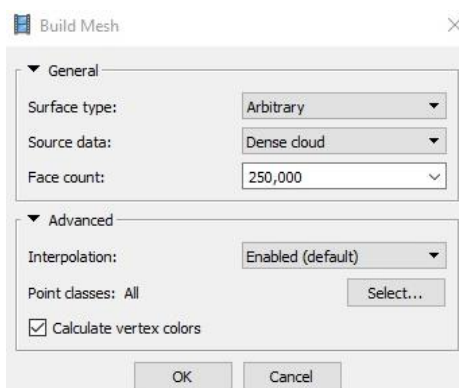 Build Mesh
General
Surface type: Arbitrary
Source data: Dense cloud
Face count: 250,000
Advanced
Interpolation: Enabled (default)
Point classes: All Select...
Calculate vertex colors
OK Cancel